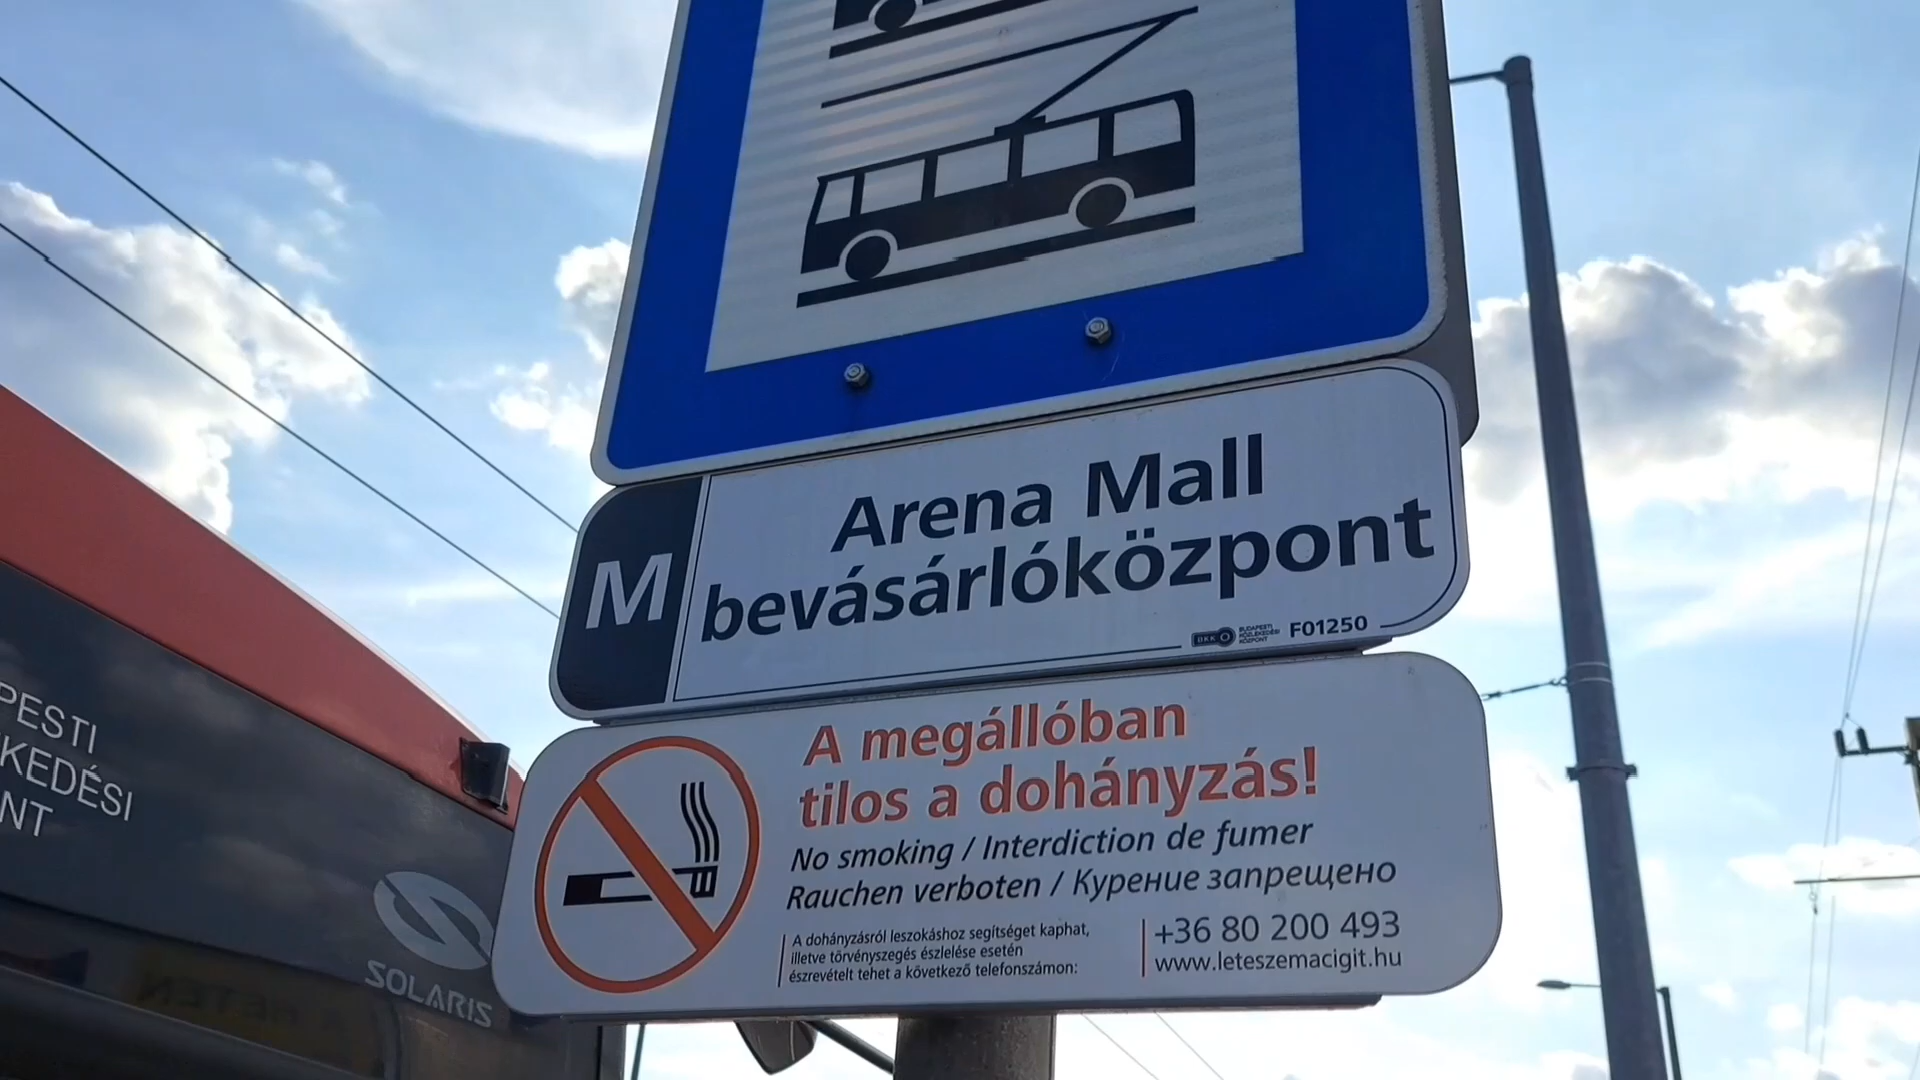 M
Arena Mall
bevásárlóközpont
BKK
BUDAPESTI
KÖZLEKEDÉSI
KÖZPONT
F01250
A megállóban
tilos a dohányzás!
No smoking / Interdiction de fumer
Rauchen verboten / Курение запрещено
A dohányzásról leszokáshoz segítséget kaphat,
illetve törvényszegés észlelése esetén
észrevételt tehet a következő telefonszámon:
+36 80 200 493
www.leteszemacigit.hu
PESTI
KEDÉSI
NT
SOLARIS